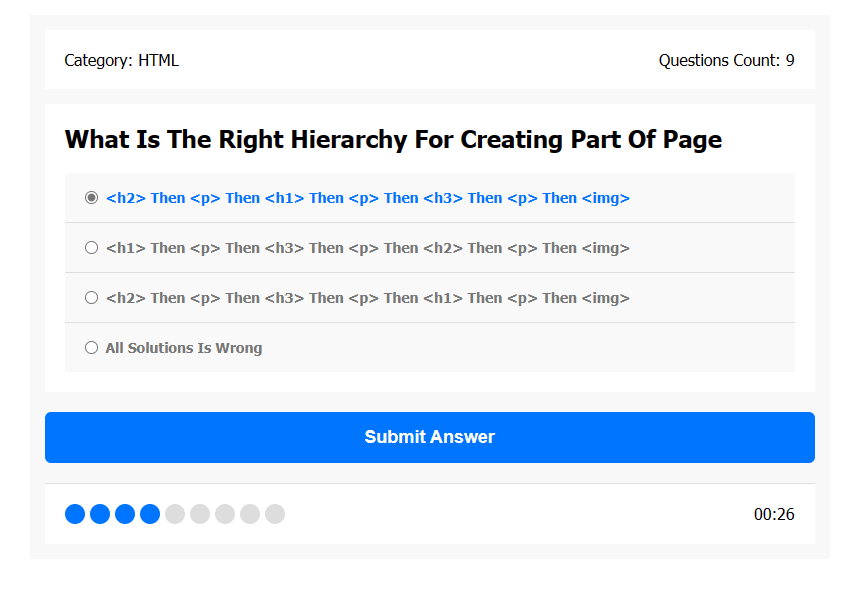 Category: HTML
Questions Count: 9
What Is The Right Hierarchy For Creating Part Of Page
<h2> Then <p> Then <h1> Then <p> Then <h3> Then <p> Then <img>
<h1> Then <p> Then <h3> Then <p> Then <h2> Then <p> Then <img>
<h2> Then <p> Then <h3> Then <p> Then <h1> Then <p> Then <img>
All Solutions Is Wrong
Submit Answer
00:26